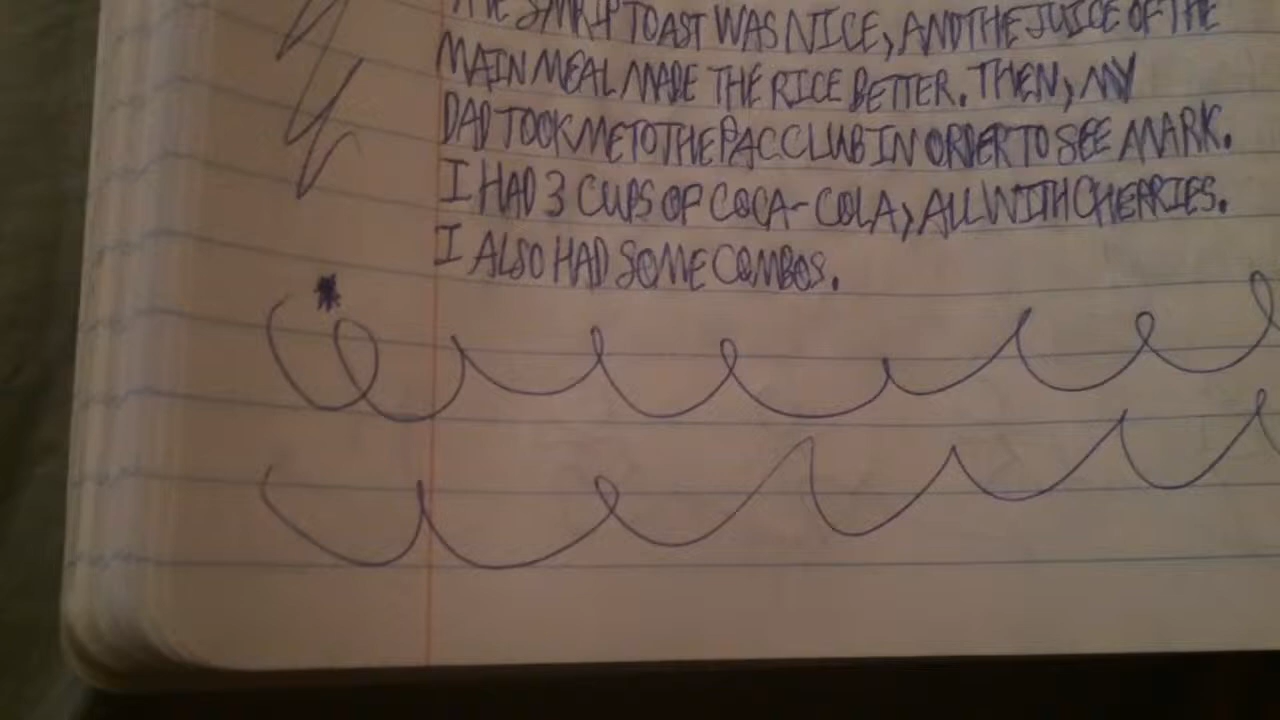 TOAST WAS NICE, AND THE JUICE OF THE
MAIN MEAL MADE THE RICE BETTER. THEN, MY
DAD TOOK ME TO THE PAC CLUB IN ORDER TO SEE MARK.
I HAD 3 CUPS OF COCA-COLA, ALL WITH CHERRIES.
I ALSO HAD SOME COMBOS.